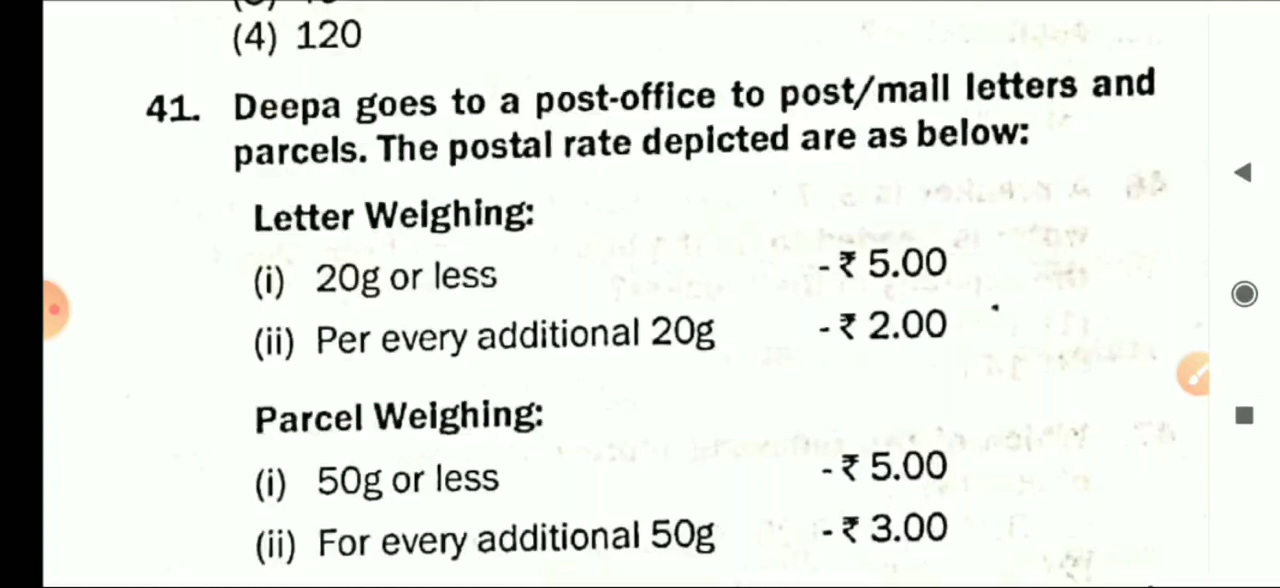 (4) 120
41. Deepa goes to a post-office to post/mall letters and
parcels. The postal rate depicted are as below:
Letter Weighing:
(i) 20g or less - ₹ 5.00
(ii) Per every additional 20g - ₹ 2.00
Parcel Weighing:
(i) 50g or less - ₹ 5.00
(ii) For every additional 50g - ₹ 3.00